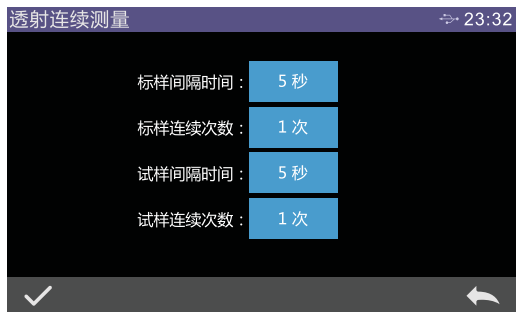 透射连续测量 23:32
标样间隔时间： 5 秒
标样连续次数： 1 次
试样间隔时间： 5 秒
试样连续次数： 1 次